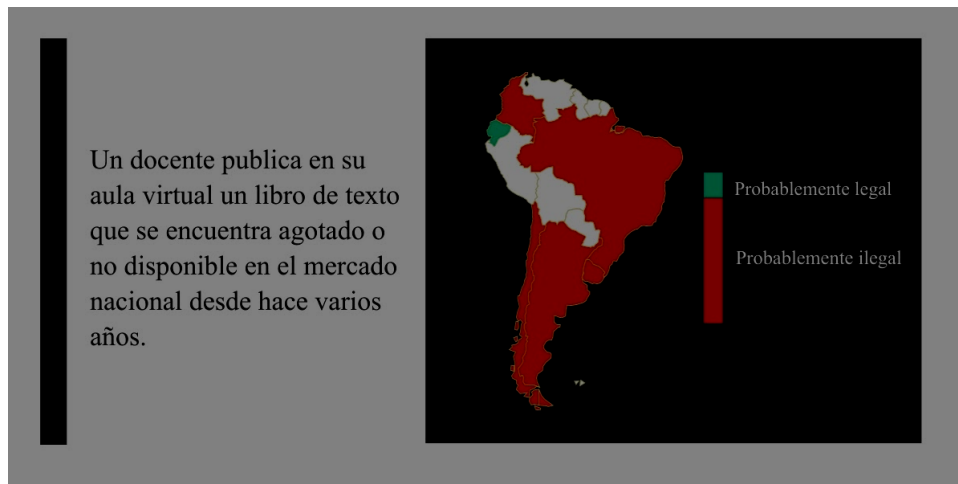 Un docente publica en su
aula virtual un libro de texto
que se encuentra agotado o
no disponible en el mercado
nacional desde hace varios
años.
Probablemente legal
Probablemente ilegal